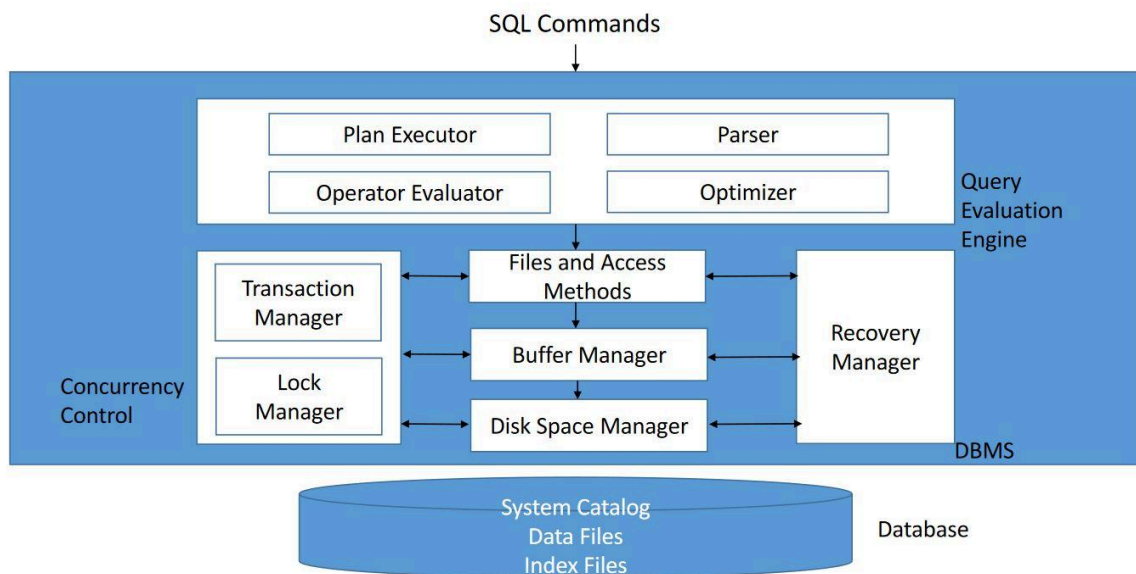 SQL Commands
Plan Executor
Parser
Operator Evaluator
Optimizer
Query
Evaluation
Engine
Files and Access
Methods
Transaction
Manager
Buffer Manager
Recovery
Manager
Concurrency
Control
Lock
Manager
Disk Space Manager
DBMS
System Catalog
Data Files
Index Files
Database